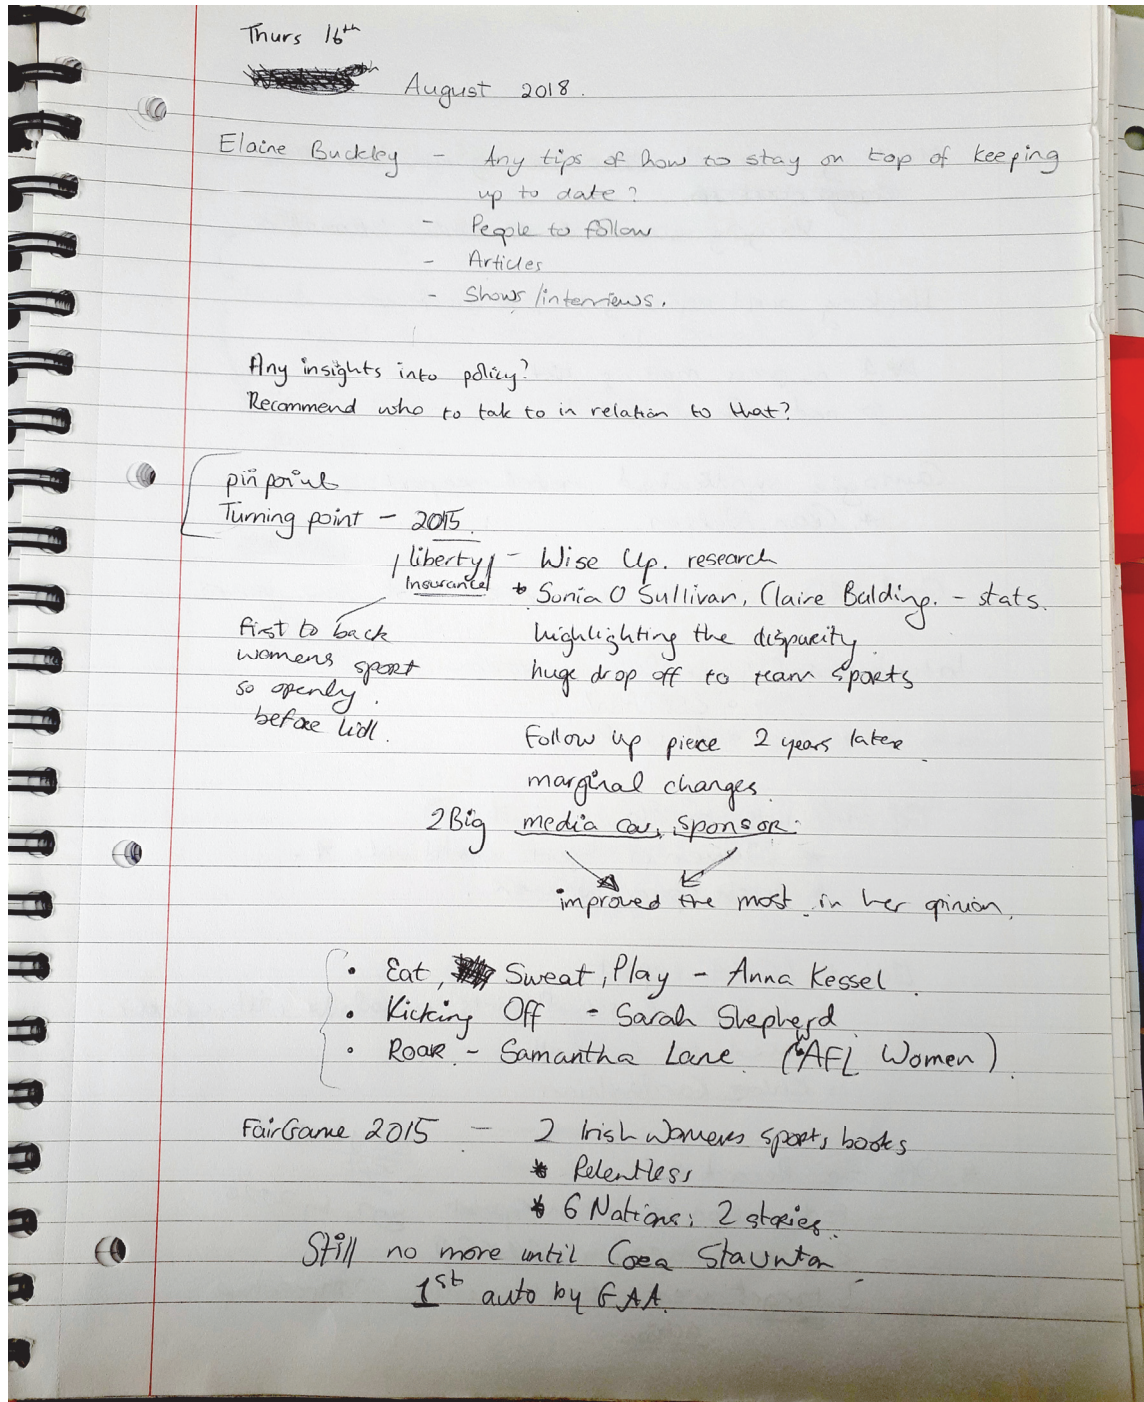 Thurs 16th
August 2018.
Elaine Buckley - Any tips of how to stay on top of keeping
up to date?
- People to follow
- Articles
- Shows/interviews.
Any insights into policy?
Recommend who to talk to in relation to that?
pinpoint
Turning point - 2015.
liberty - Wise Up. research
Insurance * Sonia O Sullivan, Claire Balding. - stats.
first to back
womens sport
so openly.
before lidl.
highlighting the disparity.
huge drop off to team sports
Follow up piece 2 years later.
marginal changes.
2 Big media cov, sponsor.
improved the most in her opinion.
• Eat, Sweat, Play - Anna Kessel.
• Kicking Off - Sarah Shepherd
• Roar - Samantha Lane. (AFL Women).
FairGame 2015 - 2 Irish womens sports books
* Relentless
* 6 Nations; 2 stories.
Still no more until Cora Staunton
1st auto by GAA.